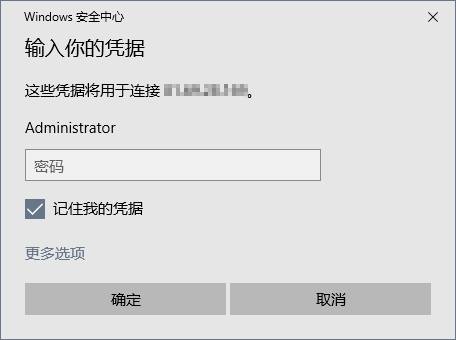 Windows 安全中心
输入你的凭据
这些凭据将用于连接 。
Administrator
密码
记住我的凭据
更多选项
确定
取消